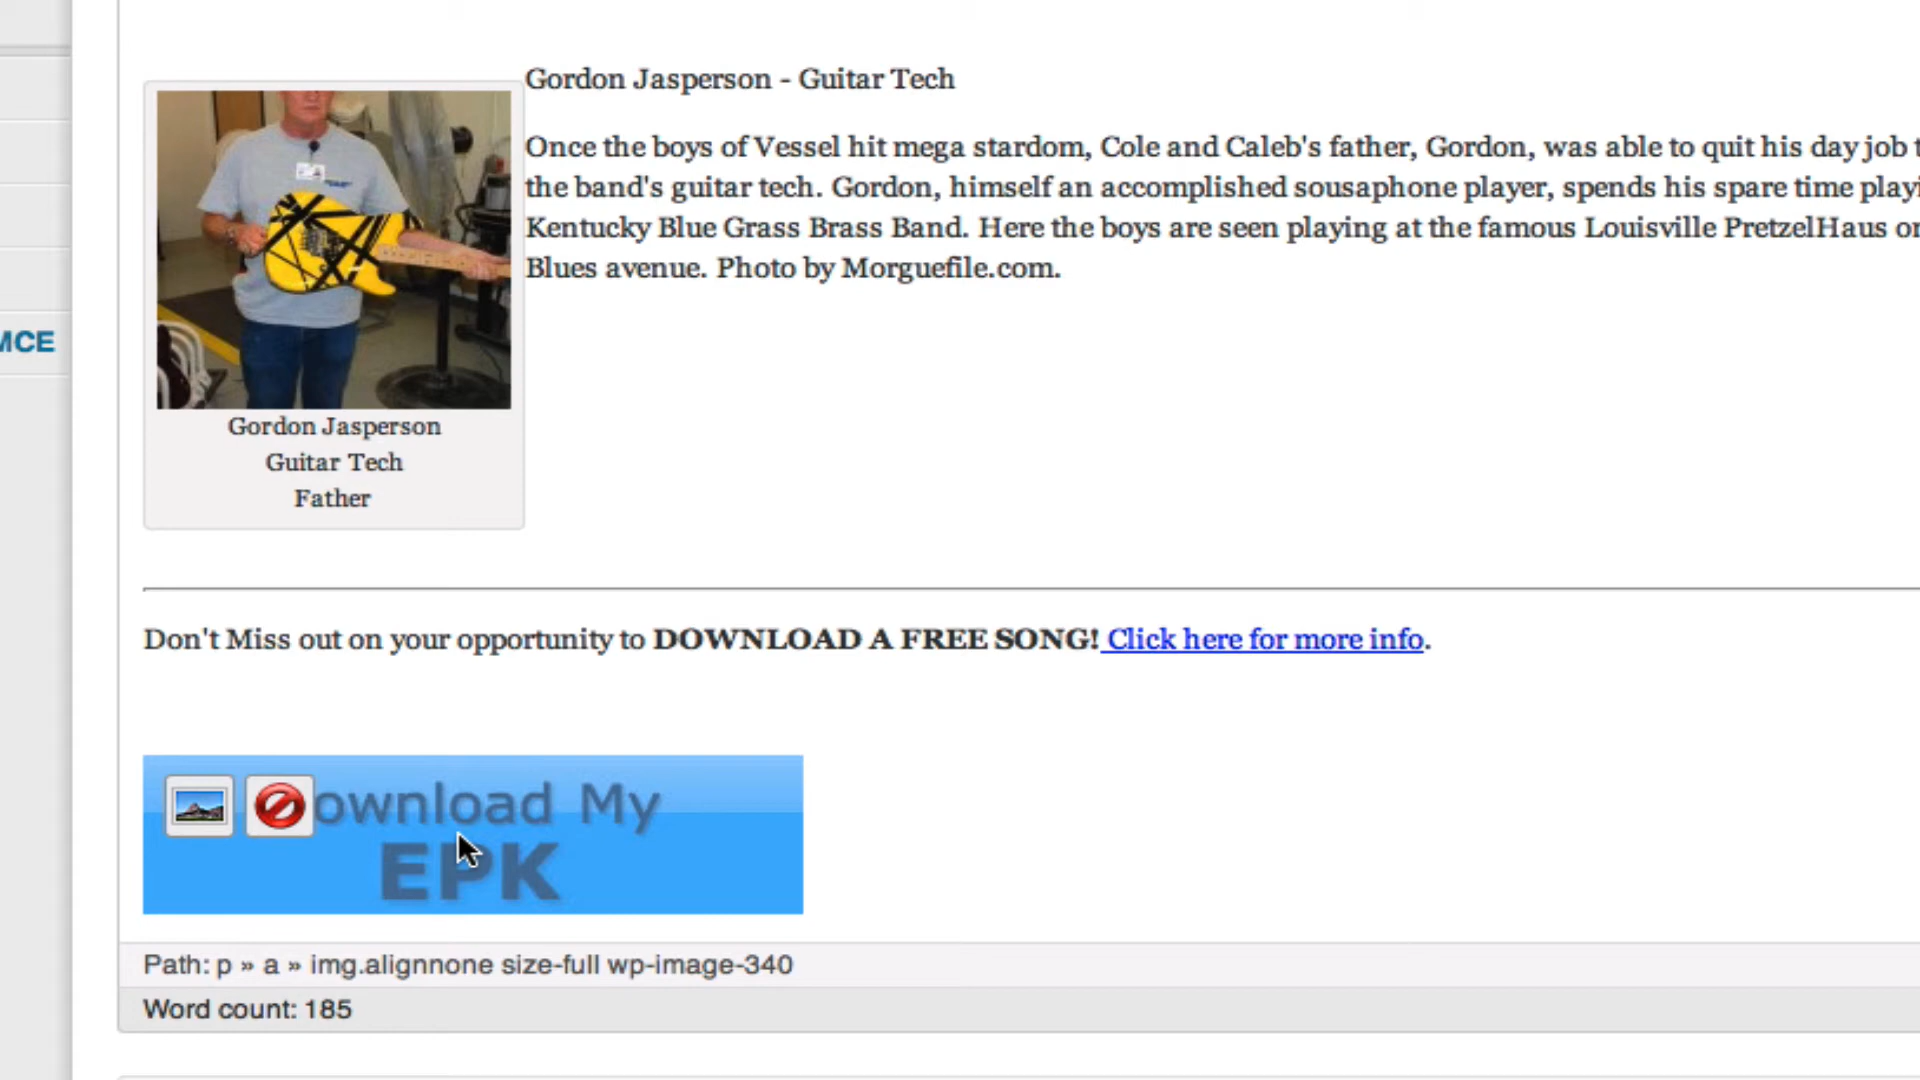 Gordon Jasperson - Guitar Tech
Once the boys of Vessel hit mega stardom, Cole and Caleb's father, Gordon, was able to quit his day job
the band's guitar tech. Gordon, himself an accomplished sousaphone player, spends his spare time
Kentucky Blue Grass Brass Band. Here the boys are seen playing at the famous Louisville PretzelHaus
Blues avenue. Photo by Morguefile.com.
MCE
Gordon Jasperson
Guitar Tech
Father
Don't Miss out on your opportunity to DOWNLOAD A FREE SONG! Click here for more info.
ownload My
EPK
Path: p » a » img.alignnone size-full wp-image-340
Word count: 185